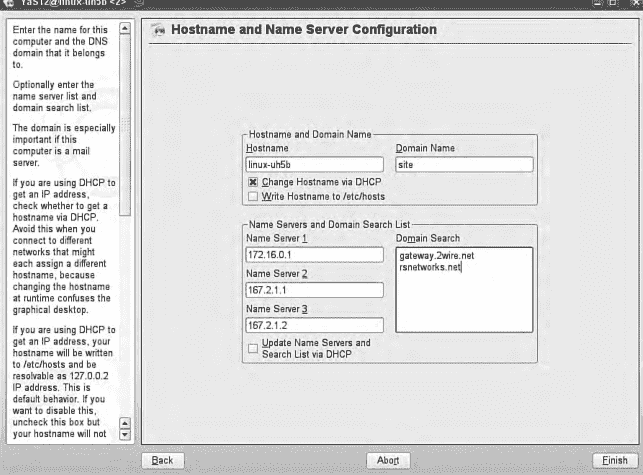 YaST2@linux-uh5b <2>
Enter the name for this
computer and the DNS
domain that it belongs
to.
Optionally enter the
name server list and
domain search list.
The domain is especially
important if this
computer is a mail
server.
If you are using DHCP to
get an IP address,
check whether to get a
hostname via DHCP.
Avoid this when you
connect to different
networks that might
each assign a different
hostname, because
changing the hostname
at runtime confuses the
graphical desktop.
If you are using DHCP to
get an IP address, your
hostname will be written
to /etc/hosts and be
resolvable as 127.0.0.2
IP address. This is
default behavior. If you
want to disable this,
uncheck this box but
your hostname will not
Hostname and Name Server Configuration
Hostname and Domain Name
Hostname
linux-uh5b
Domain Name
site
Change Hostname via DHCP
Write Hostname to /etc/hosts
Name Servers and Domain Search List
Name Server 1
172.16.0.1
Name Server 2
167.2.1.1
Name Server 3
167.2.1.2
Domain Search
gateway.2wire.net
rsnetworks.net
Update Name Servers and
Search List via DHCP
Back
Abort
Finish